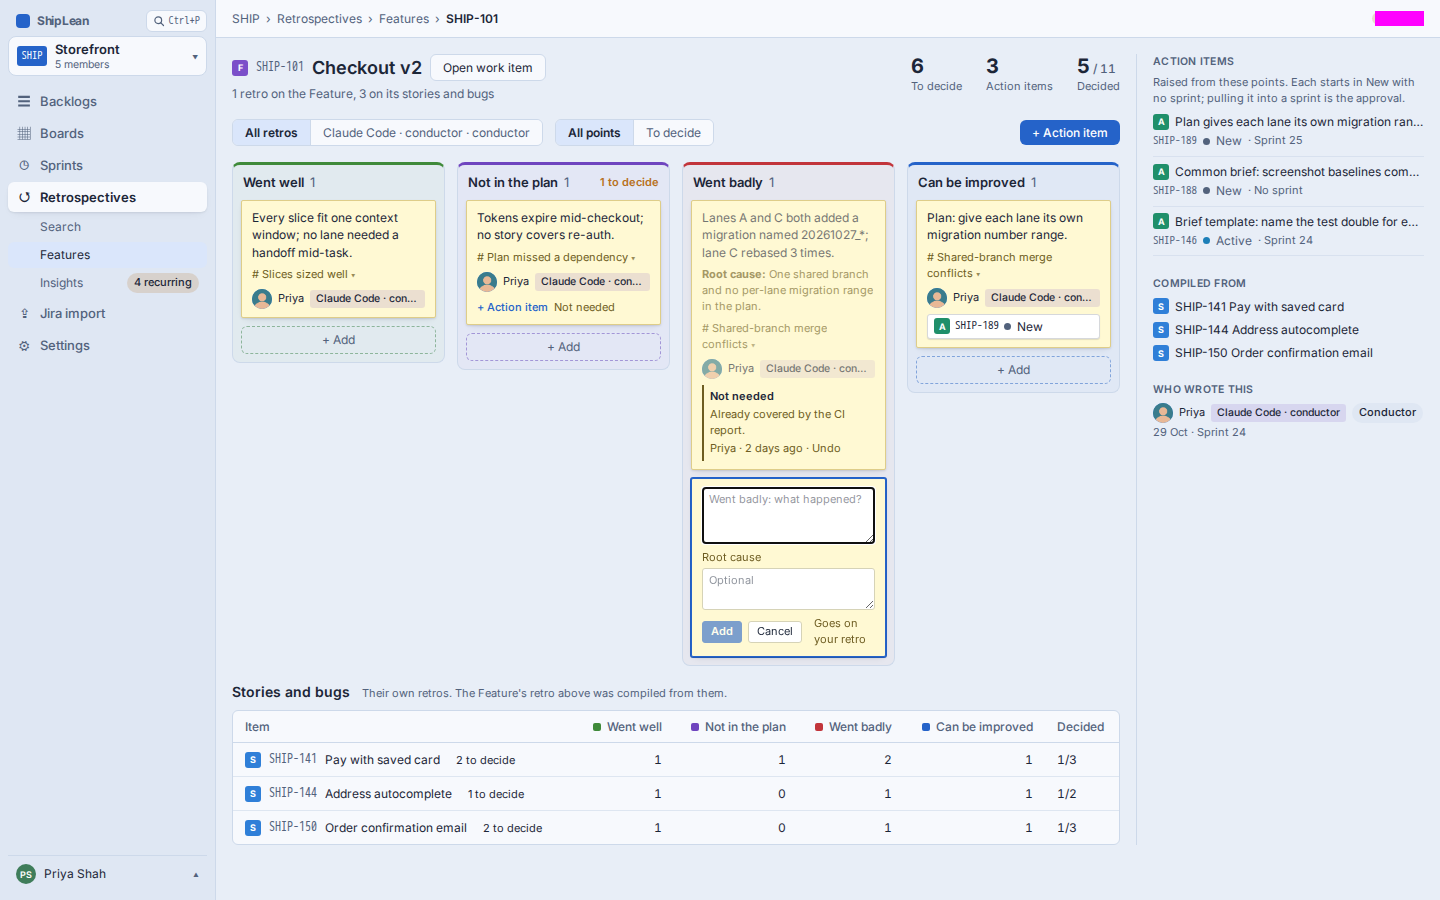 ShipLean
Ctrl+P
SHIP
Storefront
5 members
Backlogs
Boards
Sprints
Retrospectives
Search
Features
Insights
4 recurring
Jira import
Settings
PS
Priya Shah
SHIP › Retrospectives › Features › SHIP-101
F SHIP-101 Checkout v2
Open work item
1 retro on the Feature, 3 on its stories and bugs
6
To decide
3
Action items
5 / 11
Decided
All retros
Claude Code · conductor · conductor
All points
To decide
+ Action item
Went well 1
Every slice fit one context
window; no lane needed a
handoff mid-task.
# Slices sized well
Priya
Claude Code · con...
+ Add
Not in the plan 1
1 to decide
Tokens expire mid-checkout;
no story covers re-auth.
# Plan missed a dependency
Priya
Claude Code · con...
+ Action item
Not needed
+ Add
Went badly 1
Lanes A and C both added a
migration named 20261027_*;
lane C rebased 3 times.
Root cause: One shared branch
and no per-lane migration range
in the plan.
# Shared-branch merge
conflicts
Priya
Claude Code · con...
Not needed
Already covered by the CI
report.
Priya · 2 days ago · Undo
Went badly: what happened?
Root cause
Optional
Add
Cancel
Goes on
your retro
Can be improved 1
Plan: give each lane its own
migration number range.
# Shared-branch merge
conflicts
Priya
Claude Code · con...
A SHIP-189 New
+ Add
Stories and bugs
Their own retros. The Feature's retro above was compiled from them.
Item Went well Not in the plan Went badly Can be improved Decided
S SHIP-141 Pay with saved card 2 to decide 1 1 2 1 1/3
S SHIP-144 Address autocomplete 1 to decide 1 0 1 1 1/2
S SHIP-150 Order confirmation email 2 to decide 1 0 1 1 1/3
ACTION ITEMS
Raised from these points. Each starts in New with
no sprint; pulling it into a sprint is the approval.
A Plan gives each lane its own migration ran...
SHIP-189 New · Sprint 25
A Common brief: screenshot baselines com...
SHIP-188 New · No sprint
A Brief template: name the test double for e...
SHIP-146 Active · Sprint 24
COMPILED FROM
S SHIP-141 Pay with saved card
S SHIP-144 Address autocomplete
S SHIP-150 Order confirmation email
WHO WROTE THIS
Priya
Claude Code · conductor
Conductor
29 Oct · Sprint 24